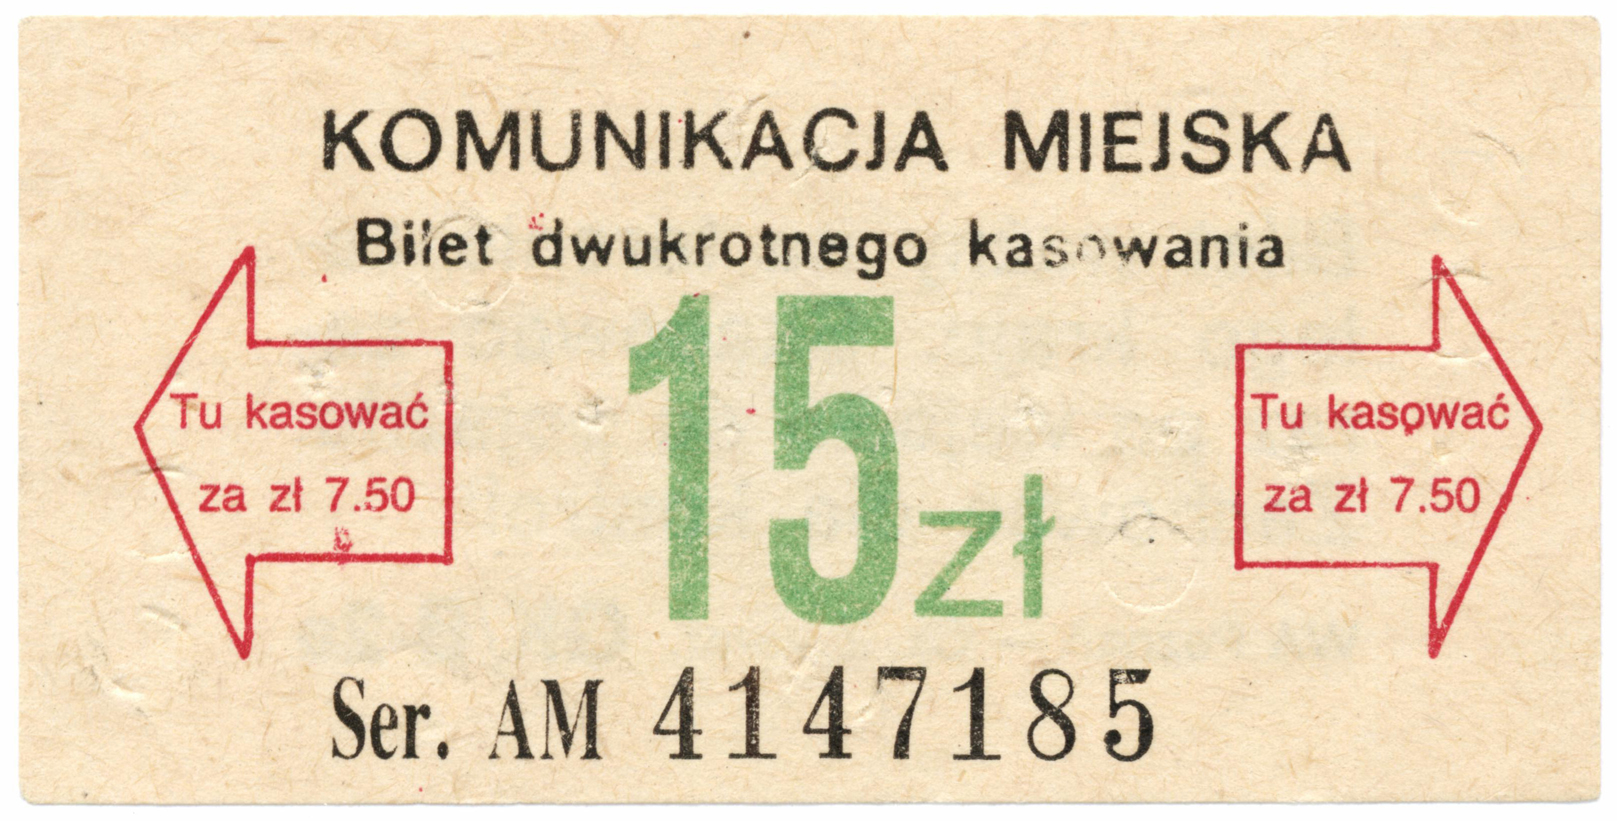 KOMUNIKACJA MIEJSKA
Bilet dwukrotnego kasowania
Tu kasować
za zł 7.50
15 zł
Tu kasować
za zł 7.50
Ser. AM 4147185